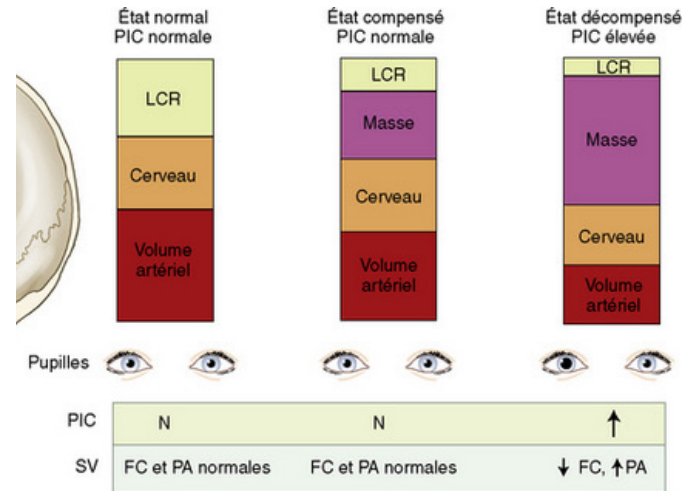 État normal
PIC normale
État compensé
PIC normale
État décompensé
PIC élevée
LCR
Cerveau
Volume
artériel
LCR
Masse
Cerveau
Volume
artériel
LCR
Masse
Cerveau
Volume
artériel
Pupilles
PIC N N ↑
SV FC et PA normales FC et PA normales ↓ FC, ↑PA